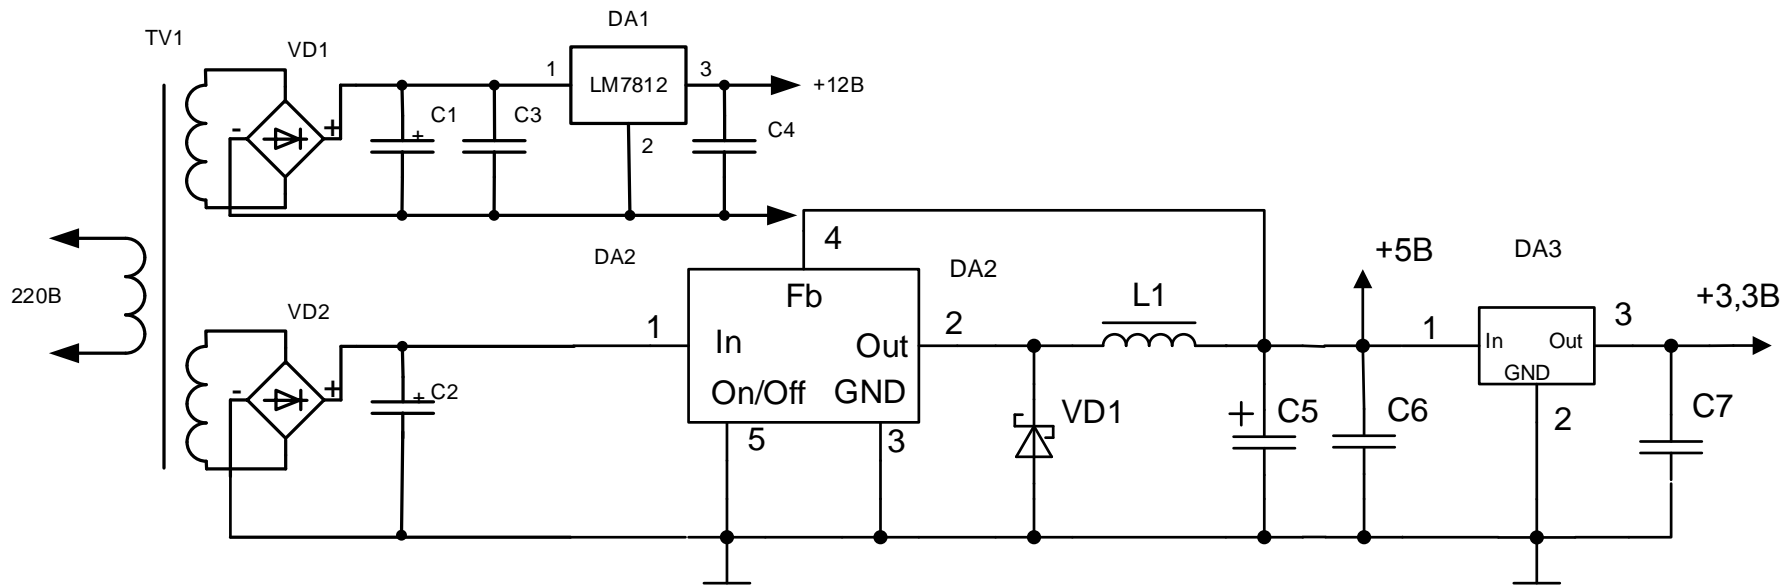 TV1
VD1
DA1
1
LM7812
3
+12В
-
+
+
C1
C3
2
C4
220В
DA2
4
DA2
+5В
DA3
VD2
1
Fb
In
Out
On/Off
GND
2
L1
1
In
Out
GND
3
+3,3В
-
+
+
C2
5
3
VD1
+
C5
C6
2
C7